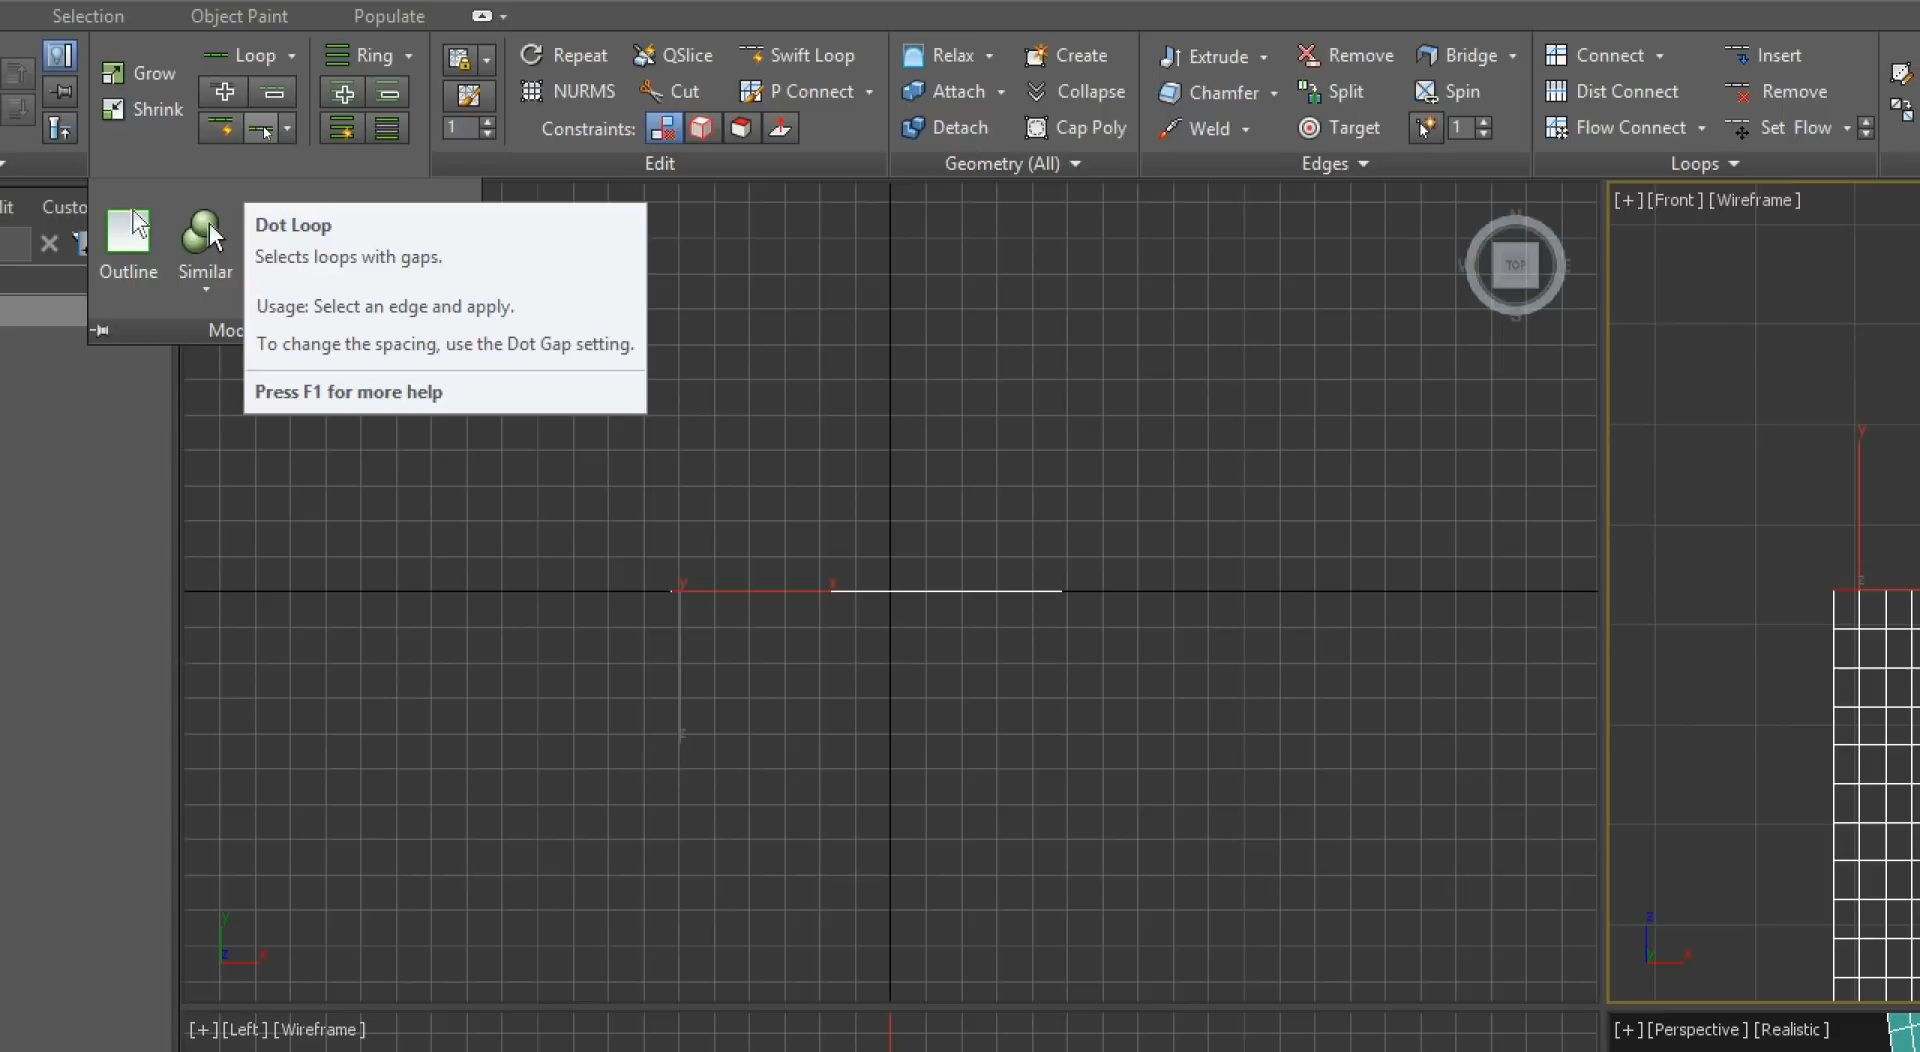 Selection Object Paint Populate
Grow
Shrink
Loop
Ring
1
Repeat QSlice Swift Loop
NURMS Cut P Connect
Constraints:
Edit
Relax Create
Attach Collapse
Detach Cap Poly
Geometry (All)
Extrude Remove Bridge
Chamfer Split Spin
Weld Target 1
Edges
Connect Insert
Dist Connect Remove
Flow Connect Set Flow
Loops
lit Custo
Outline Similar
Mod
Dot Loop
Selects loops with gaps.
Usage: Select an edge and apply.
To change the spacing, use the Dot Gap setting.
Press F1 for more help
TOP
[+][Front][Wireframe]
y
z
y x
z
y
z x
z
y x
[+][Left][Wireframe]
[+][Perspective][Realistic]